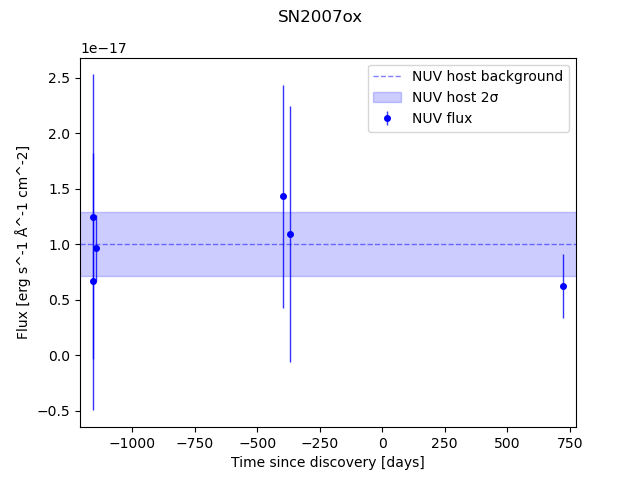 SN2007ox
1e−17
NUV host background
NUV host 2σ
NUV flux
2.5
2.0
1.5
1.0
0.5
0.0
−0.5
Flux [erg s^-1 Å^-1 cm^-2]
−1000 −750 −500 −250 0 250 500 750
Time since discovery [days]